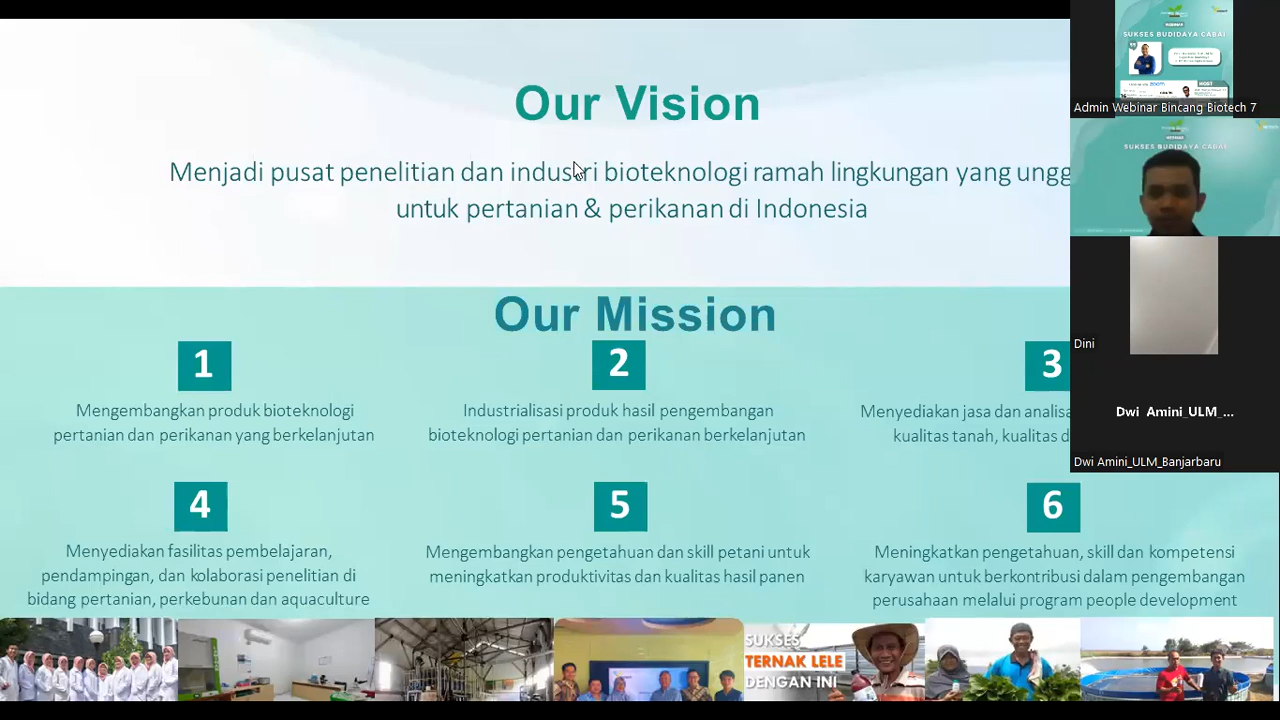 Our Vision
Menjadi pusat penelitian dan industri bioteknologi ramah lingkungan yang
untuk pertanian & perikanan di Indonesia
Our Mission
1
Mengembangkan produk bioteknologi
pertanian dan perikanan yang berkelanjutan
2
Industrialisasi produk hasil pengembangan
bioteknologi pertanian dan perikanan berkelanjutan
3
Menyediakan jasa dan analisa
kualitas tanah, kualitas
4
Menyediakan fasilitas pembelajaran,
pendampingan, dan kolaborasi penelitian di
bidang pertanian, perkebunan dan aquaculture
5
Mengembangkan pengetahuan dan skill petani untuk
meningkatkan produktivitas dan kualitas hasil panen
6
Meningkatkan pengetahuan, skill dan kompetensi
karyawan untuk berkontribusi dalam pengembangan
perusahaan melalui program people development
SUKSES
TERNAK LELE
DENGAN INI
WEBINAR
SUKSES BUDIDAYA CABAI
Admin Webinar Bincang Biotech 7
WEBINAR
SUKSES BUDIDAYA CABAI
Dini
Dwi Amini_ULM_...
Dwi Amini_ULM_Banjarbaru